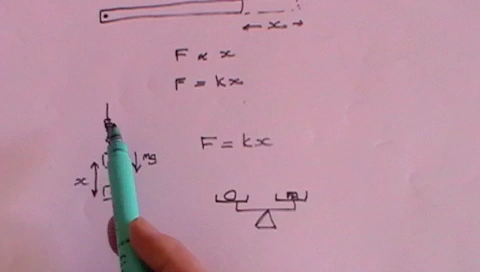 x
F ∝ x
F = kx
F = kx
mg
x